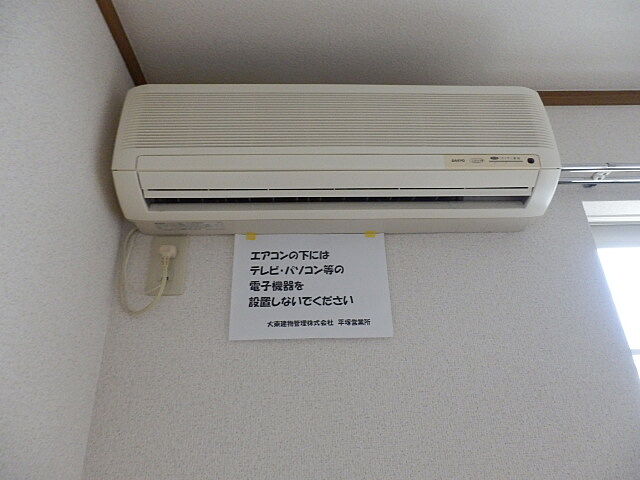 SANYO
エアコンの下には
テレビ・パソコン等の
電子機器を
設置しないでください
大東建物管理株式会社 平塚営業所